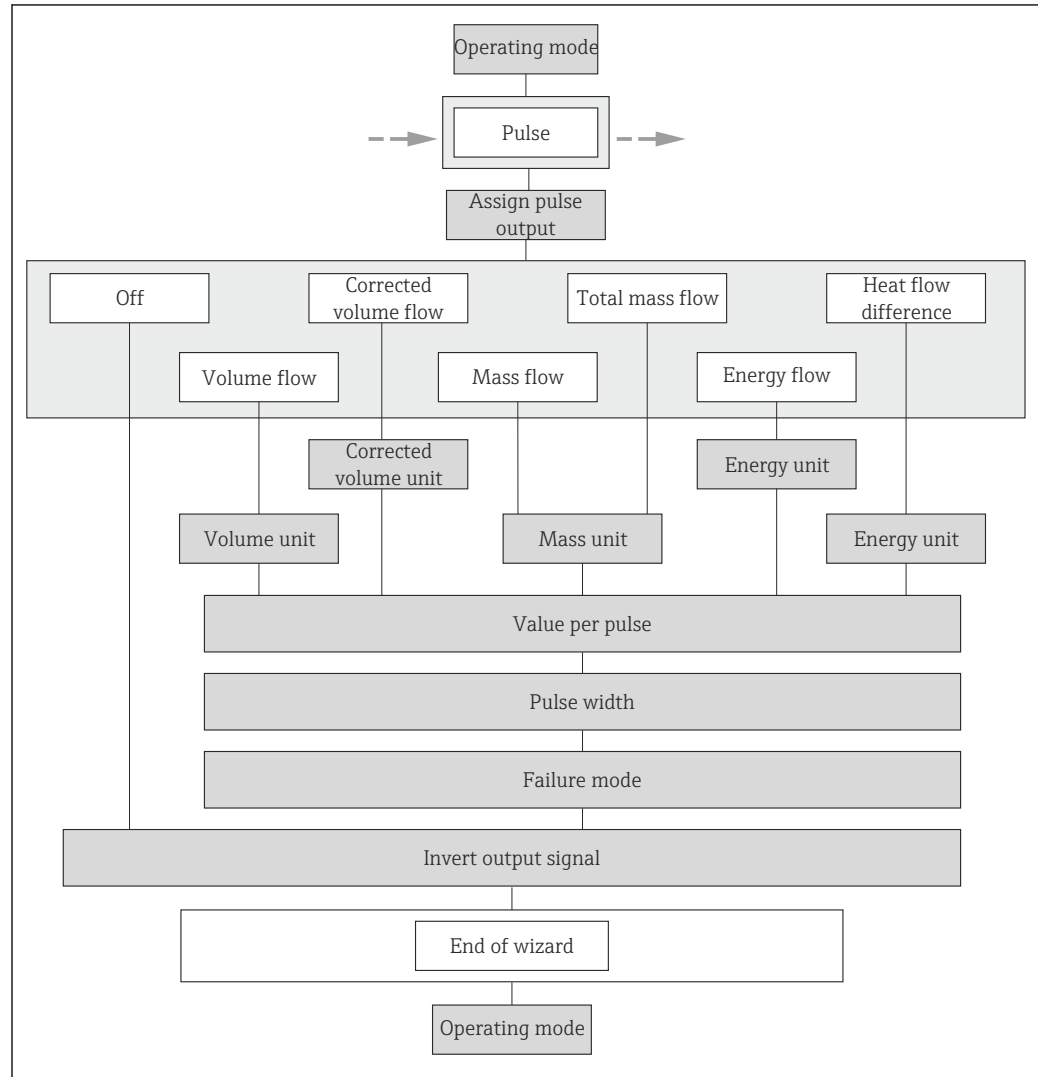 Operating mode
Pulse
Assign pulse
output
Off
Corrected
volume flow
Total mass flow
Heat flow
difference
Volume flow
Mass flow
Energy flow
Corrected
volume unit
Energy unit
Volume unit
Mass unit
Energy unit
Value per pulse
Pulse width
Failure mode
Invert output signal
End of wizard
Operating mode